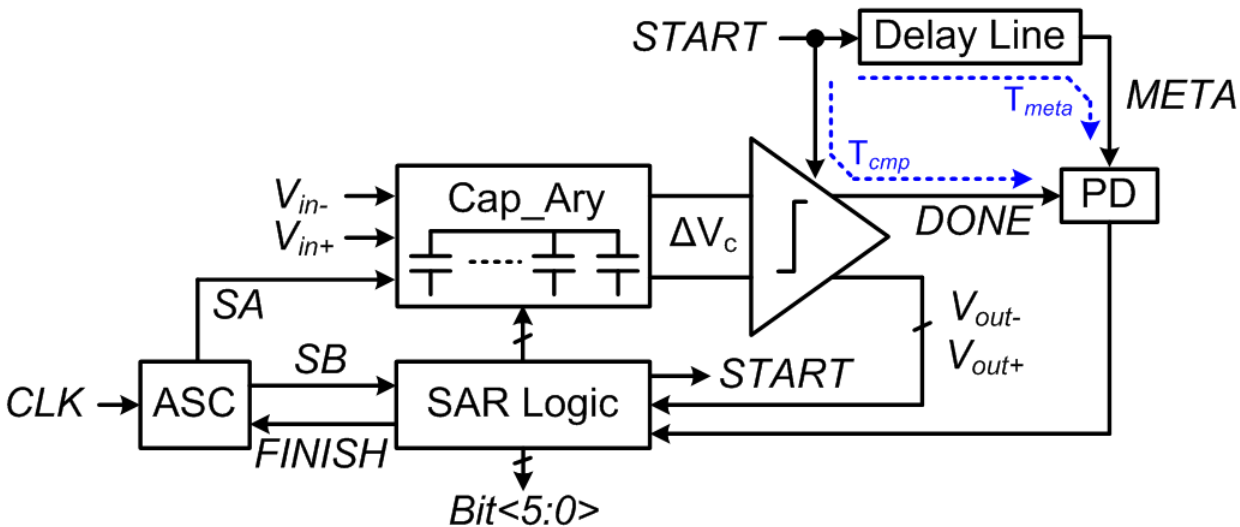 START
Delay Line
META
T_meta
T_cmp
V_in-
V_in+
Cap_Ary
ΔV_c
DONE
PD
SA
V_out-
V_out+
CLK
ASC
SB
FINISH
SAR Logic
START
Bit<5:0>